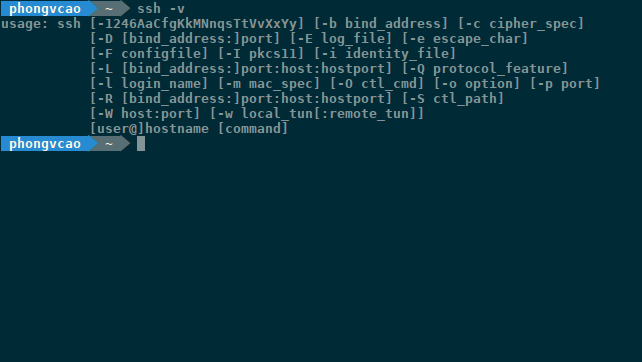 phongvcao ~ ssh -v
usage: ssh [-1246AaCfgKkMNnqsTtVvXxYy] [-b bind_address] [-c cipher_spec]
[-D [bind_address:]port] [-E log_file] [-e escape_char]
[-F configfile] [-I pkcs11] [-i identity_file]
[-L [bind_address:]port:host:hostport] [-Q protocol_feature]
[-l login_name] [-m mac_spec] [-O ctl_cmd] [-o option] [-p port]
[-R [bind_address:]port:host:hostport] [-S ctl_path]
[-W host:port] [-w local_tun[:remote_tun]]
[user@]hostname [command]
phongvcao ~